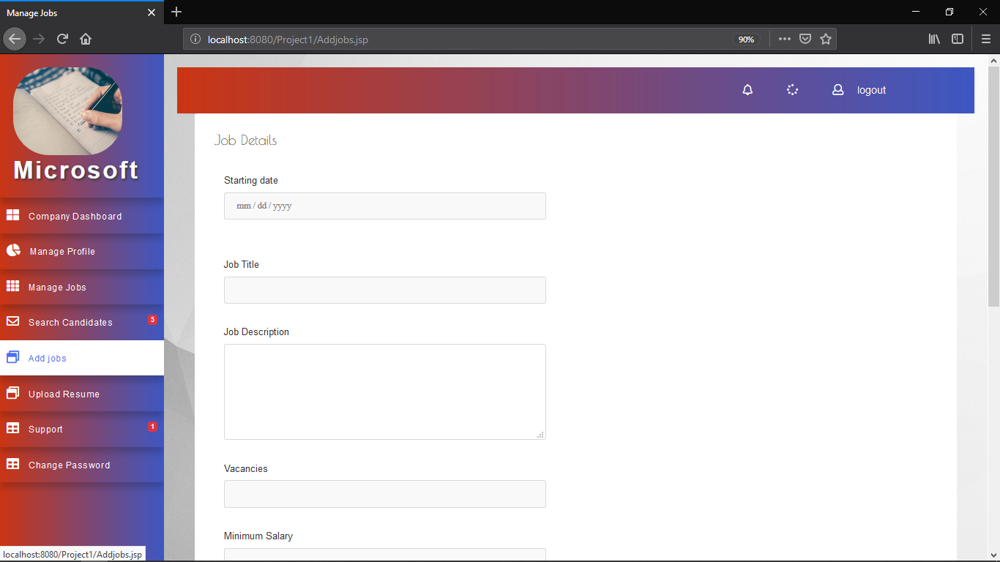 Manage Jobs
localhost:8080/Project1/Addjobs.jsp
90%
logout
Microsoft
Company Dashboard
Manage Profile
Manage Jobs
Search Candidates 5
Add jobs
Upload Resume
Support 1
Change Password
Job Details
Starting date
mm / dd / yyyy
Job Title
Job Description
Vacancies
Minimum Salary
localhost:8080/Project1/Addjobs.jsp